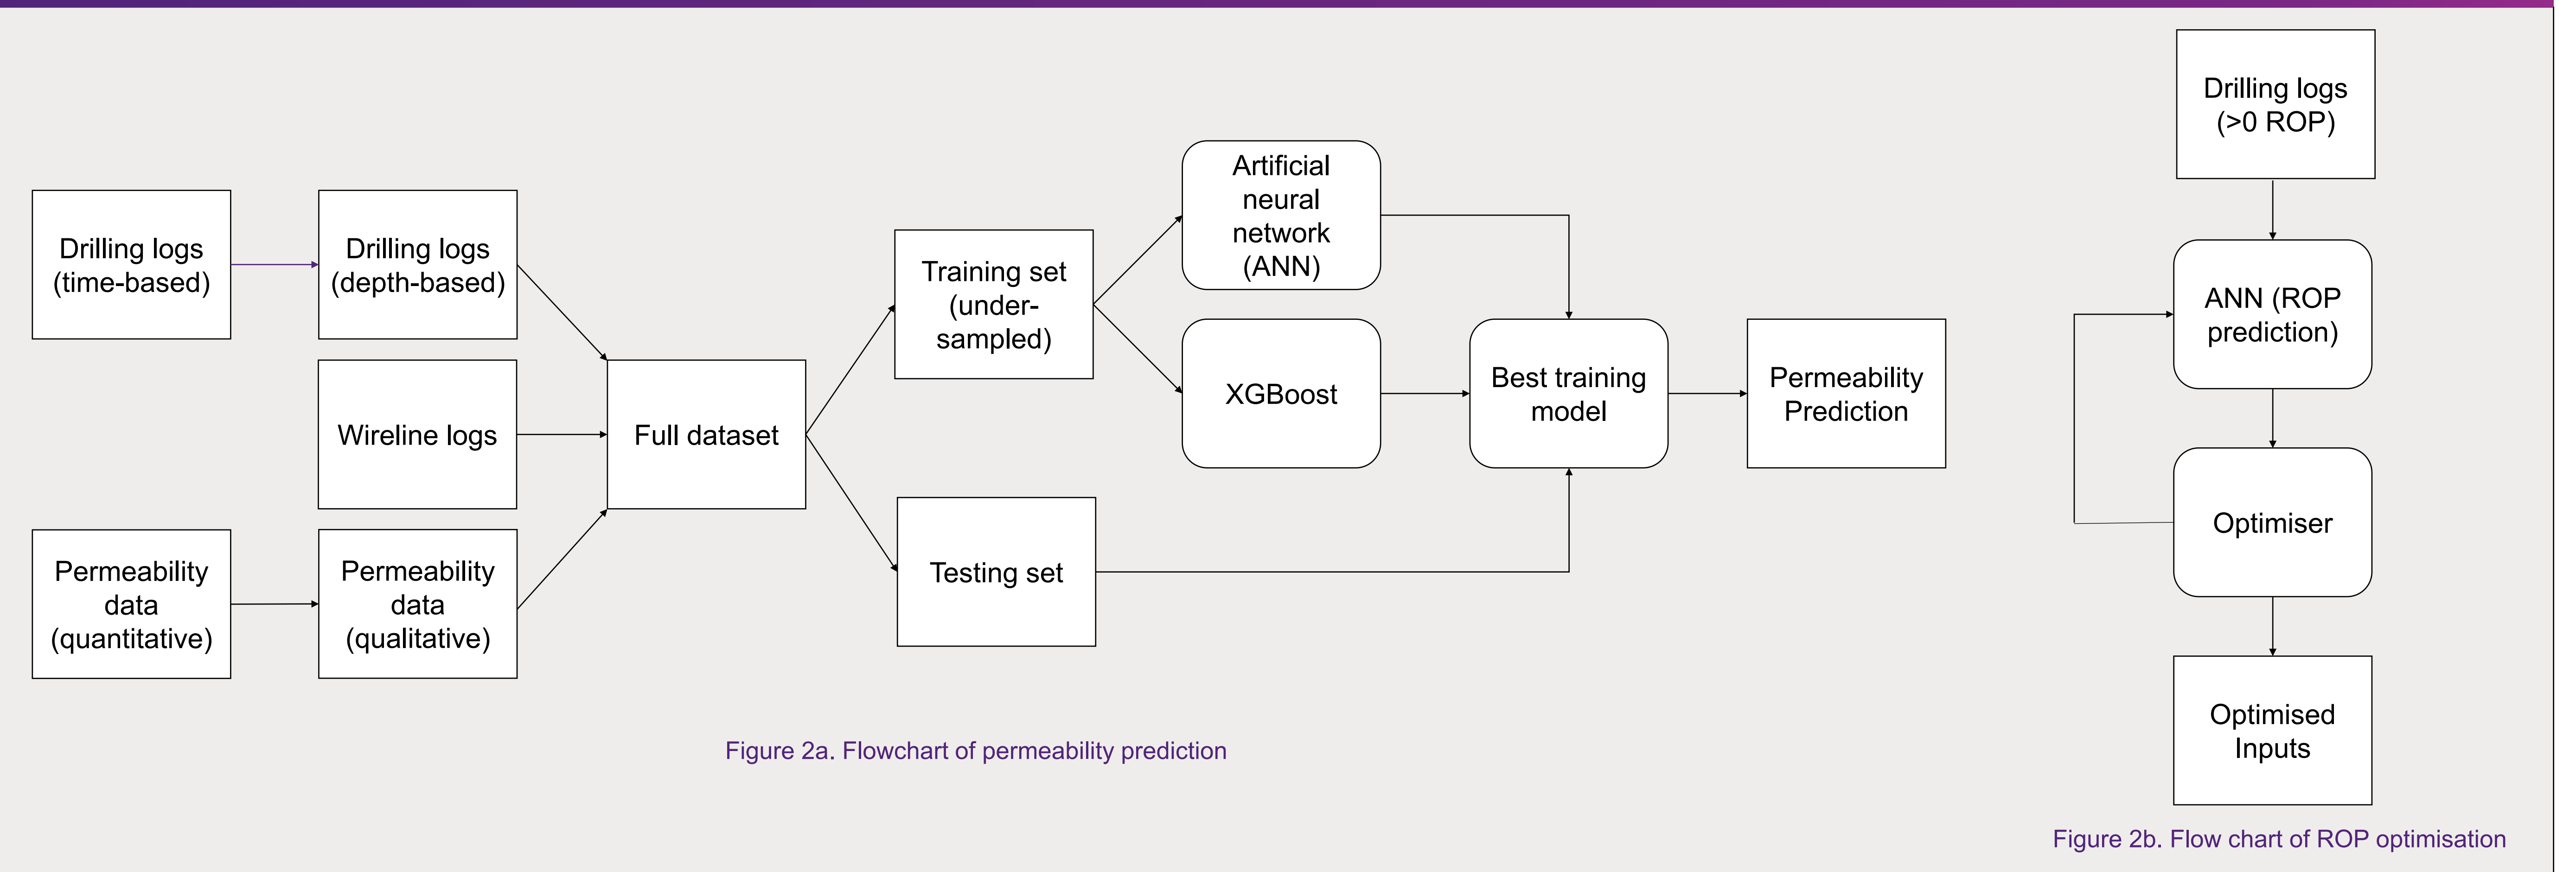 Drilling logs
(time-based)
Drilling logs
(depth-based)
Wireline logs
Permeability
data
(quantitative)
Permeability
data
(qualitative)
Full dataset
Training set
(under-
sampled)
Testing set
Artificial
neural
network
(ANN)
XGBoost
Best training
model
Permeability
Prediction
Figure 2a. Flowchart of permeability prediction
Drilling logs
(>0 ROP)
ANN (ROP
prediction)
Optimiser
Optimised
Inputs
Figure 2b. Flow chart of ROP optimisation